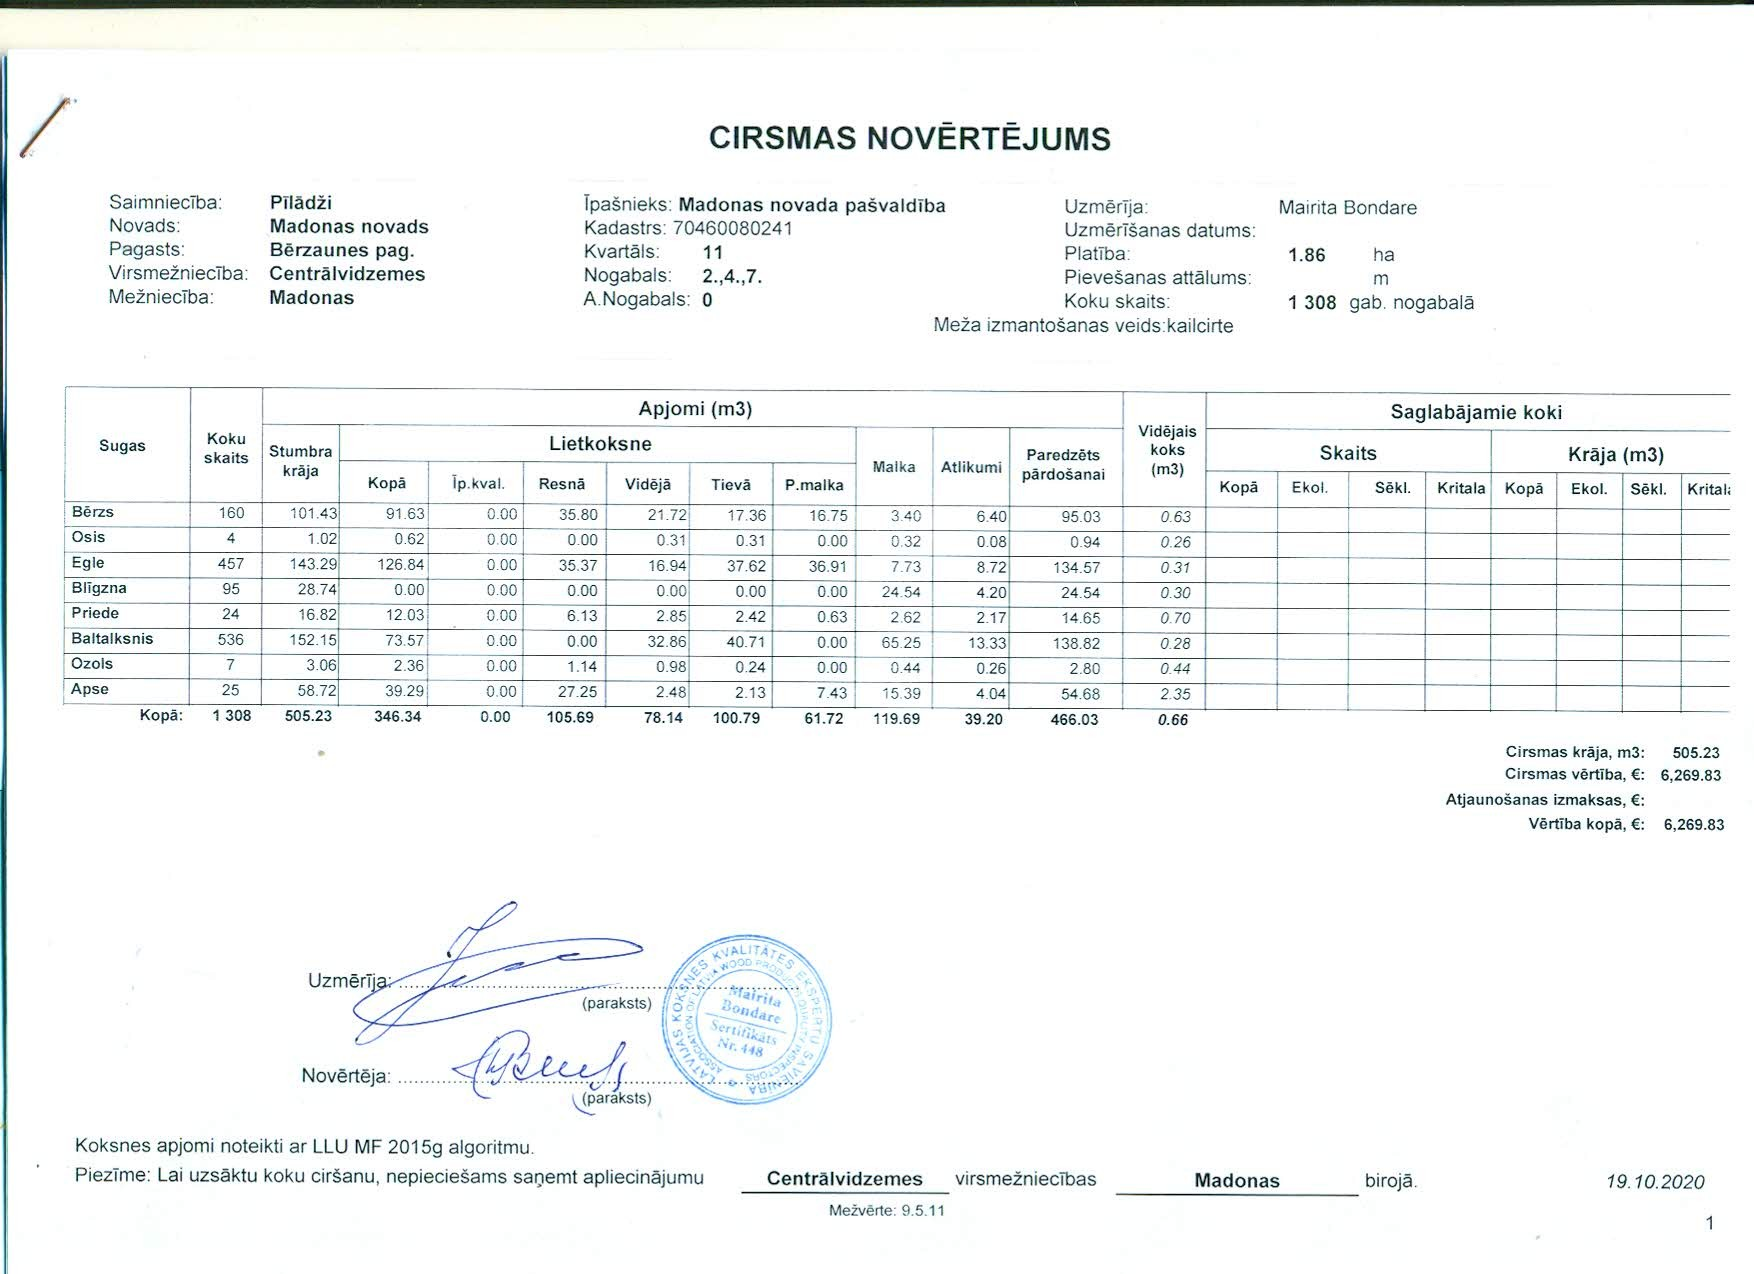 CIRSMAS NOVĒRTĒJUMS
Saimniecība: Pīlādži
Novads: Madonas novads
Pagasts: Bērzaunes pag.
Virsmežniecība: Centrālvidzemes
Mežniecība: Madonas
Īpašnieks: Madonas novada pašvaldība
Kadastrs: 70460080241
Kvartāls: 11
Nogabals: 2.,4.,7.
A.Nogabals: 0
Uzmērīja: Mairita Bondare
Uzmērīšanas datums:
Platība: 1.86 ha
Pievešanas attālums: m
Koku skaits: 1 308 gab. nogabalā
Meža izmantošanas veids:kailcirte
Apjomi (m3) Saglabājamie koki
Sugas Koku skaits Stumbra krāja Lietkoksne Malka Atlikumi Paredzēts pārdošanai Vidējais koks (m3) Skaits Krāja (m3)
Kopā Īp.kval. Resnā Vidējā Tievā P.malka Kopā Ekol. Sēkl. Kritala Kopā Ekol. Sēkl. Kritala
Bērzs 160 101.43 91.63 0.00 35.80 21.72 17.36 16.75 3.40 6.40 95.03 0.63
Osis 4 1.02 0.62 0.00 0.00 0.31 0.31 0.00 0.32 0.08 0.94 0.26
Egle 457 143.29 126.84 0.00 35.37 16.94 37.62 36.91 7.73 8.72 134.57 0.31
Blīgzna 95 28.74 0.00 0.00 0.00 0.00 0.00 0.00 24.54 4.20 24.54 0.30
Priede 24 16.82 12.03 0.00 6.13 2.85 2.42 0.63 2.62 2.17 14.65 0.70
Baltalksnis 536 152.15 73.57 0.00 0.00 32.86 40.71 0.00 65.25 13.33 138.82 0.28
Ozols 7 3.06 2.36 0.00 1.14 0.98 0.24 0.00 0.44 0.26 2.80 0.44
Apse 25 58.72 39.29 0.00 27.25 2.48 2.13 7.43 15.39 4.04 54.68 2.35
Kopā: 1 308 505.23 346.34 0.00 105.69 78.14 100.79 61.72 119.69 39.20 466.03 0.66
Cirsmas krāja, m3: 505.23
Cirsmas vērtība, €: 6,269.83
Atjaunošanas izmaksas, €:
Vērtība kopā, €: 6,269.83
Uzmērīja:
(paraksts)
Novērtēja:
(paraksts)
LATVIJAS KOKSNES KVALITĀTES EKSPERTU SAVIENĪBA
ASSOCIATION OF LATVIA WOOD PRODUCTS QUALITY INSPECTORS
Mairita
Bondare
Sertifikāts
Nr. 448
Koksnes apjomi noteikti ar LLU MF 2015g algoritmu.
Piezīme: Lai uzsāktu koku ciršanu, nepieciešams saņemt apliecinājumu Centrālvidzemes virsmežniecības Madonas birojā. 19.10.2020
Mežvērte: 9.5.11
1